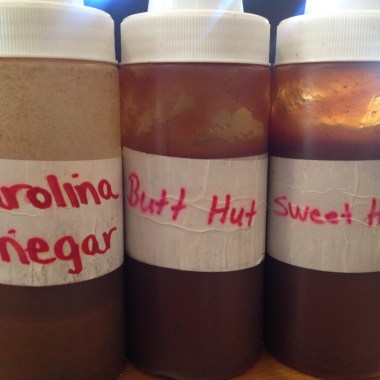 arolina
negar
Butt Hut
Sweet H